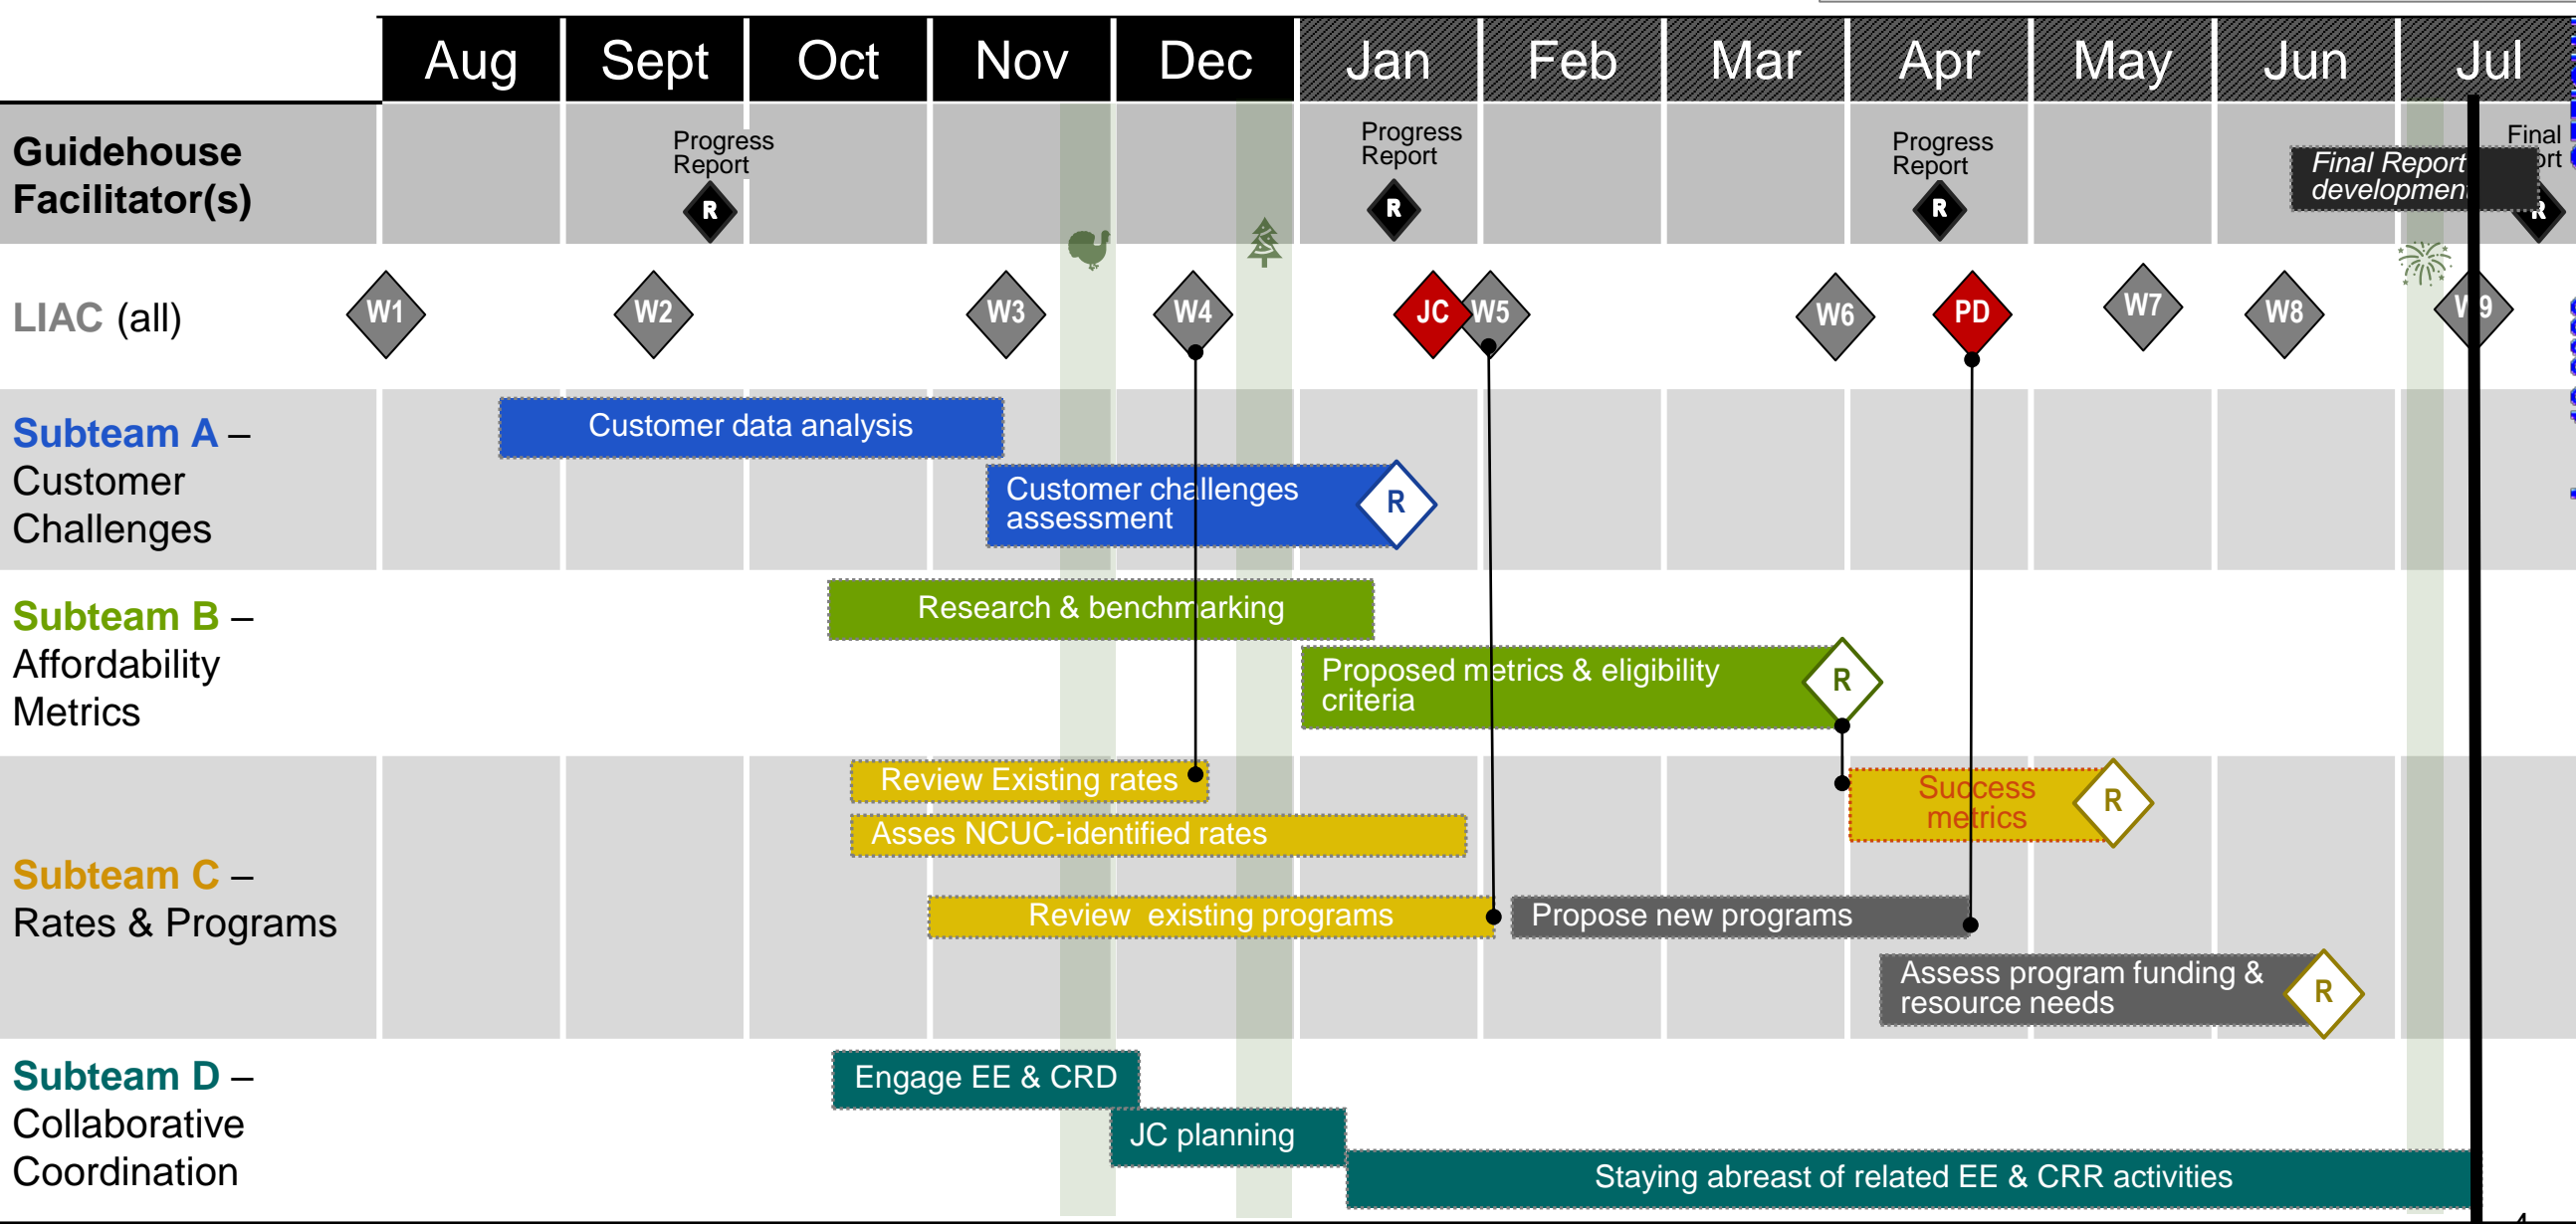 Aug Sept Oct Nov Dec Jan Feb Mar Apr May Jun Jul
Guidehouse
Facilitator(s)
Progress
Report
R
Progress
Report
R
Progress
Report
R
Final Report
development
Final
R
LIAC (all)
W1 W2 W3 W4 JC W5 W6 PD W7 W8 W9
Subteam A –
Customer
Challenges
Customer data analysis
Customer challenges
assessment
R
Subteam B –
Affordability
Metrics
Research & benchmarking
Proposed metrics & eligibility
criteria
R
Subteam C –
Rates & Programs
Review Existing rates
Asses NCUC-identified rates
Success
metrics
R
Review  existing programs
Propose new programs
Assess program funding &
resource needs
R
Subteam D –
Collaborative
Coordination
Engage EE & CRD
JC planning
Staying abreast of related EE & CRR activities